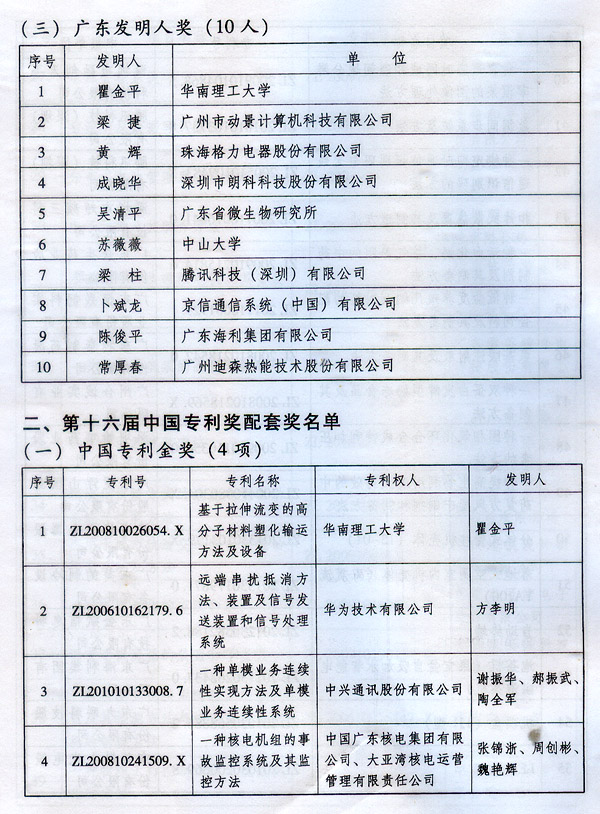 （三）广东发明人奖（10人）
序号 发明人 单 位
1 瞿金平 华南理工大学
2 梁 捷 广州市动景计算机科技有限公司
3 黄 辉 珠海格力电器股份有限公司
4 成晓华 深圳市朗科科技股份有限公司
5 吴清平 广东省微生物研究所
6 苏薇薇 中山大学
7 梁 柱 腾讯科技（深圳）有限公司
8 卜斌龙 京信通信系统（中国）有限公司
9 陈俊平 广东海利集团有限公司
10 常厚春 广州迪森热能技术股份有限公司
二、第十六届中国专利奖配套奖名单
（一）中国专利金奖（4项）
序号 专利号 专利名称 专利权人 发明人
1 ZL200810026054.X 基于拉伸流变的高
分子材料塑化输运
方法及设备 华南理工大学 瞿金平
2 ZL200610162179.6 远端串扰抵消方
法、装置及信号发
送装置和信号处理
系统 华为技术有限公司 方李明
3 ZL201010133008.7 一种单模业务连续
性实现方法及单模
业务连续性系统 中兴通讯股份有限公司 谢振华、郝振武、
陶全军
4 ZL200810241509.X 一种核电机组的事
故监控系统及其监
控方法 中国广东核电集团有限
公司、大亚湾核电运营
管理有限责任公司 张锦浙、周创彬、
魏艳辉